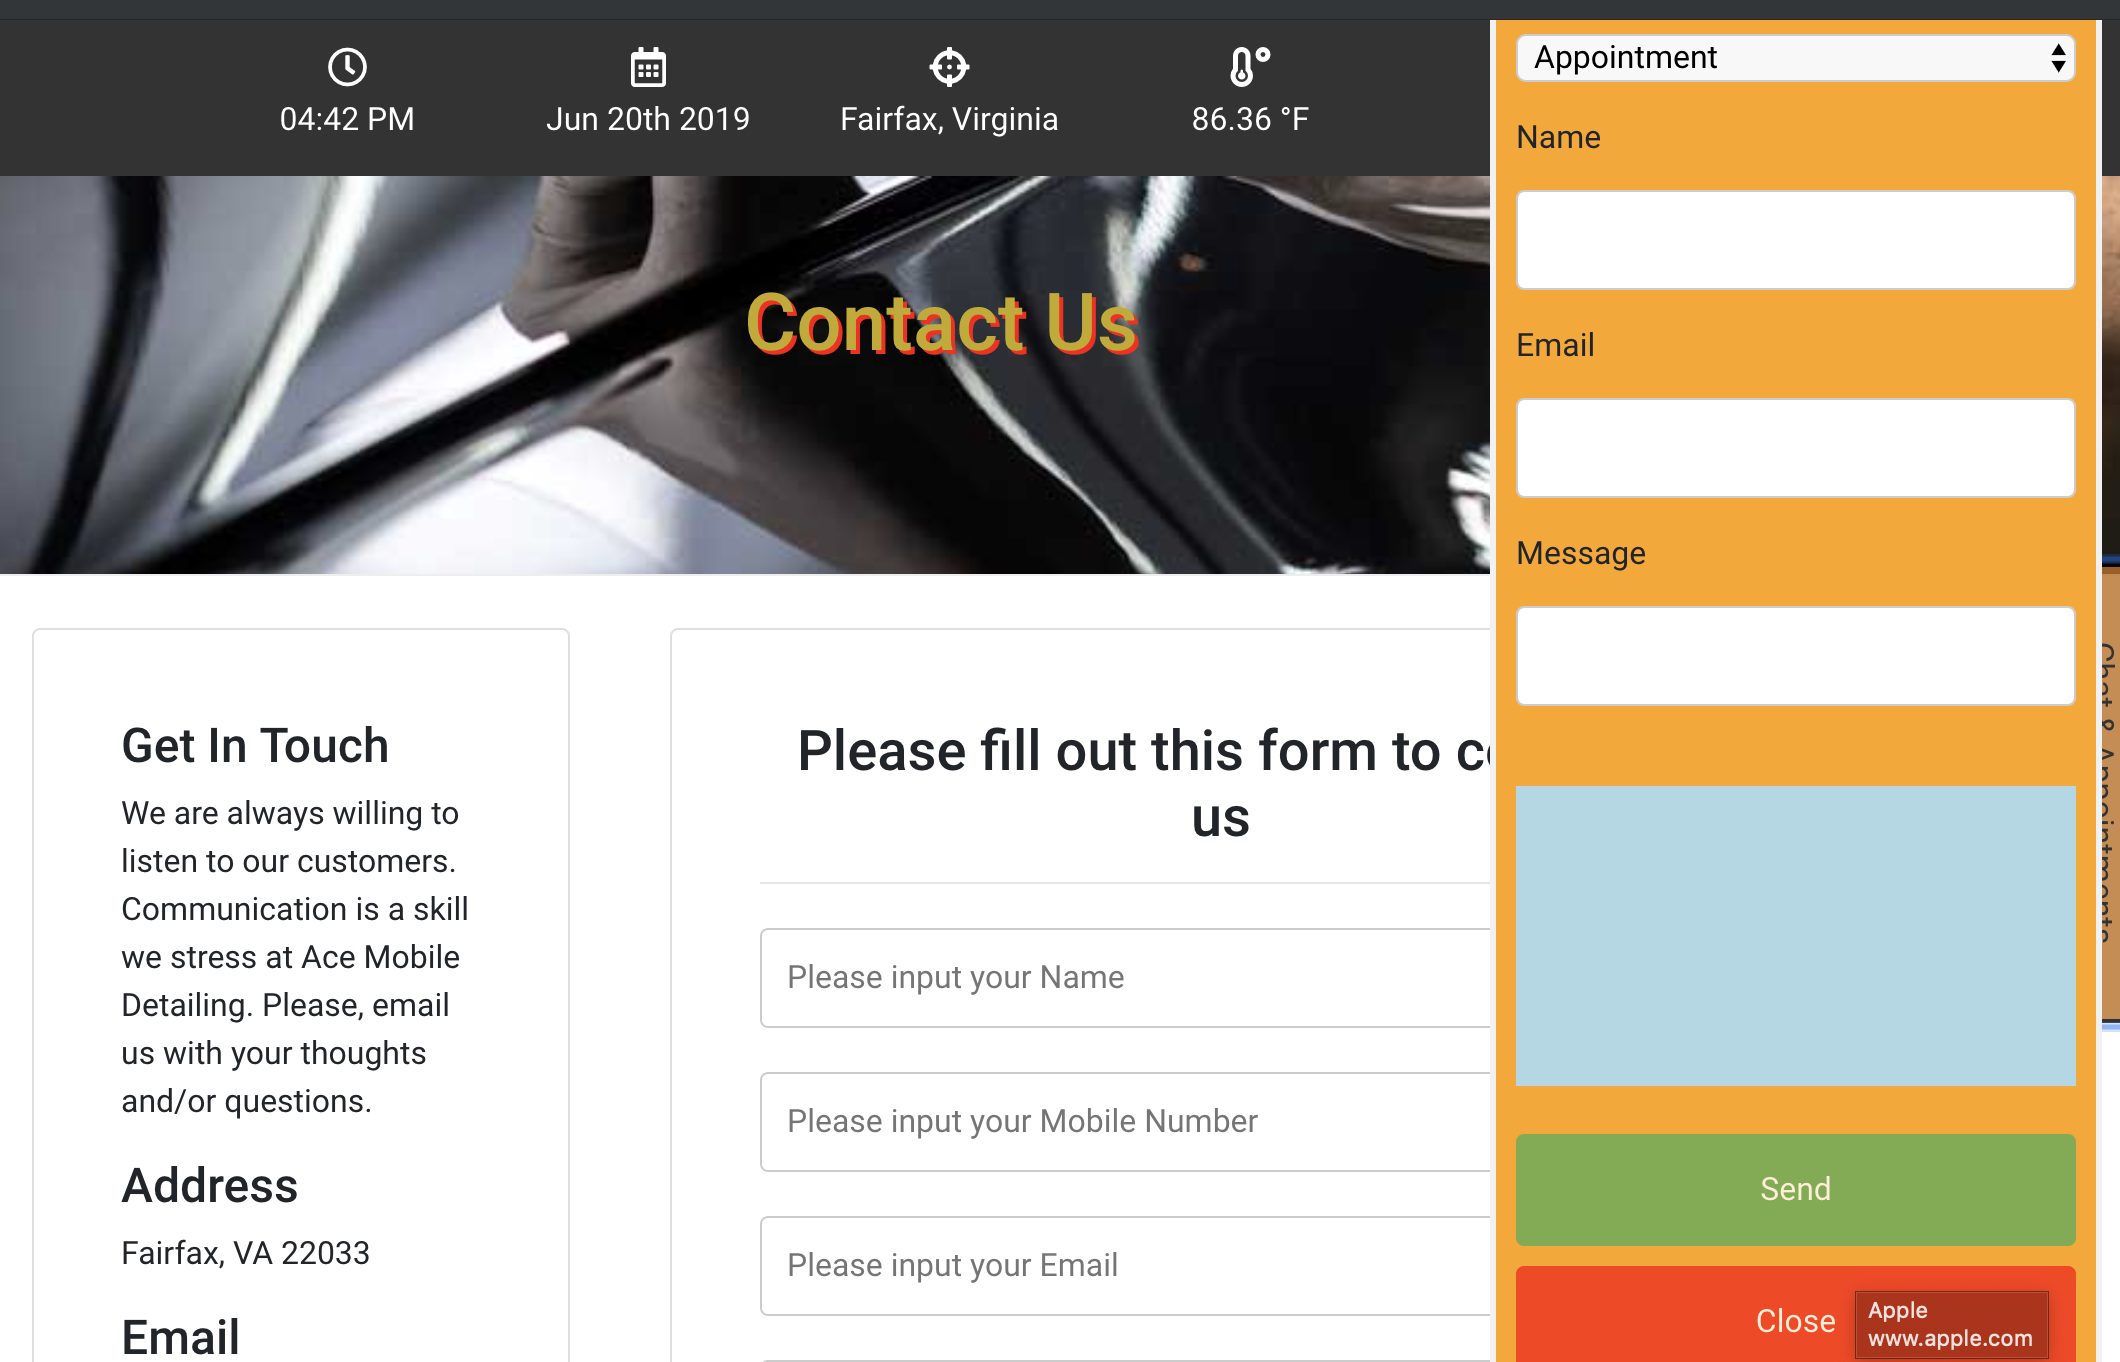 04:42 PM
Jun 20th 2019
Fairfax, Virginia
86.36 °F
Contact Us
Get In Touch
We are always willing to
listen to our customers.
Communication is a skill
we stress at Ace Mobile
Detailing. Please, email
us with your thoughts
and/or questions.
Address
Fairfax, VA 22033
Email
Please fill out this form to
us
Please input your Name
Please input your Mobile Number
Please input your Email
Appointment
Name
Email
Message
Send
Close
Apple
www.apple.com
Chat & Appointments